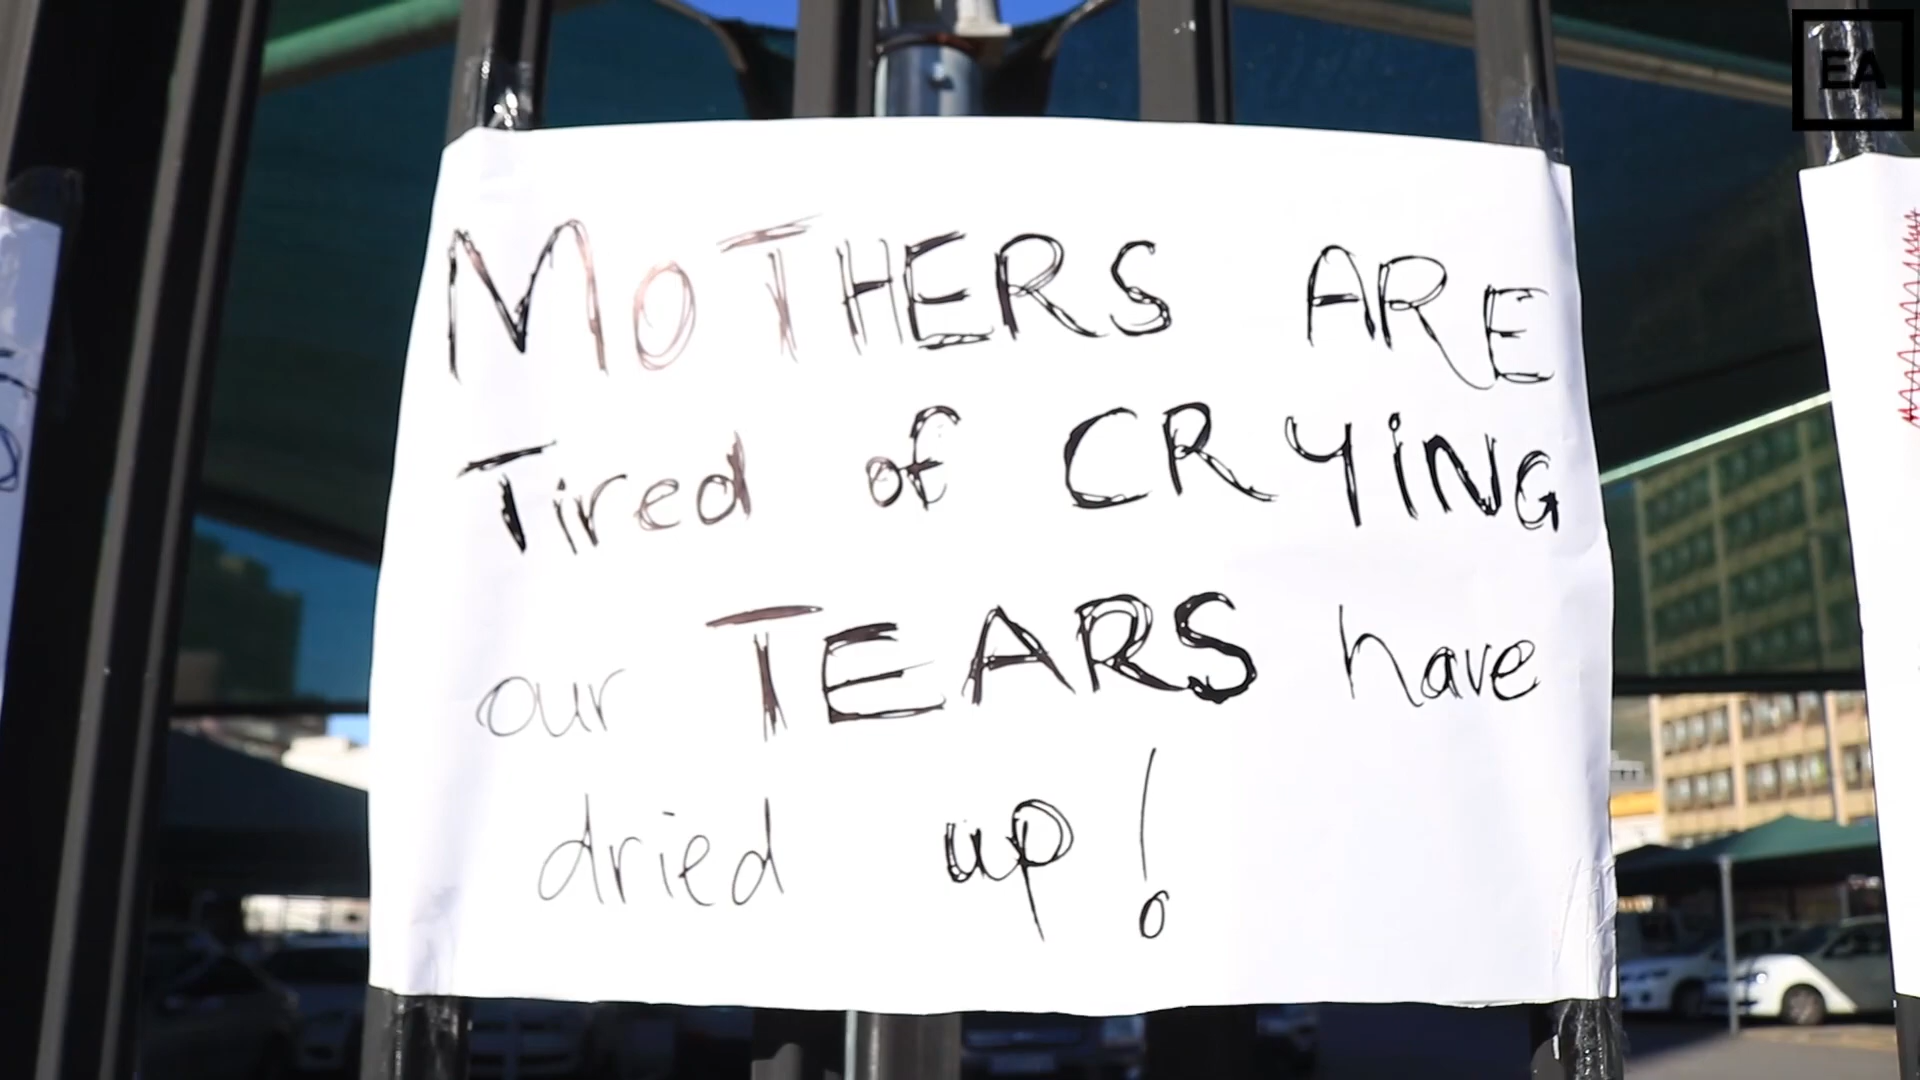 EA
MOTHERS ARE
Tired of CRYiNG
our TEARS have
dried up!